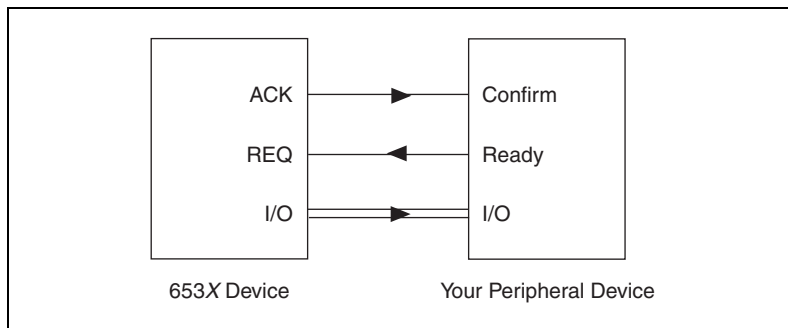 ACK Confirm
REQ Ready
I/O I/O
653X Device Your Peripheral Device